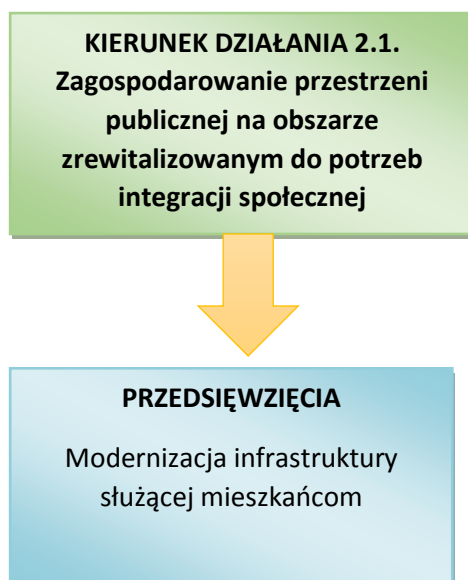 KIERUNEK DZIAŁANIA 2.1.
Zagospodarowanie przestrzeni
publicznej na obszarze
zrewitalizowanym do potrzeb
integracji społecznej
PRZEDSIĘWZIĘCIA
Modernizacja infrastruktury
służącej mieszkańcom